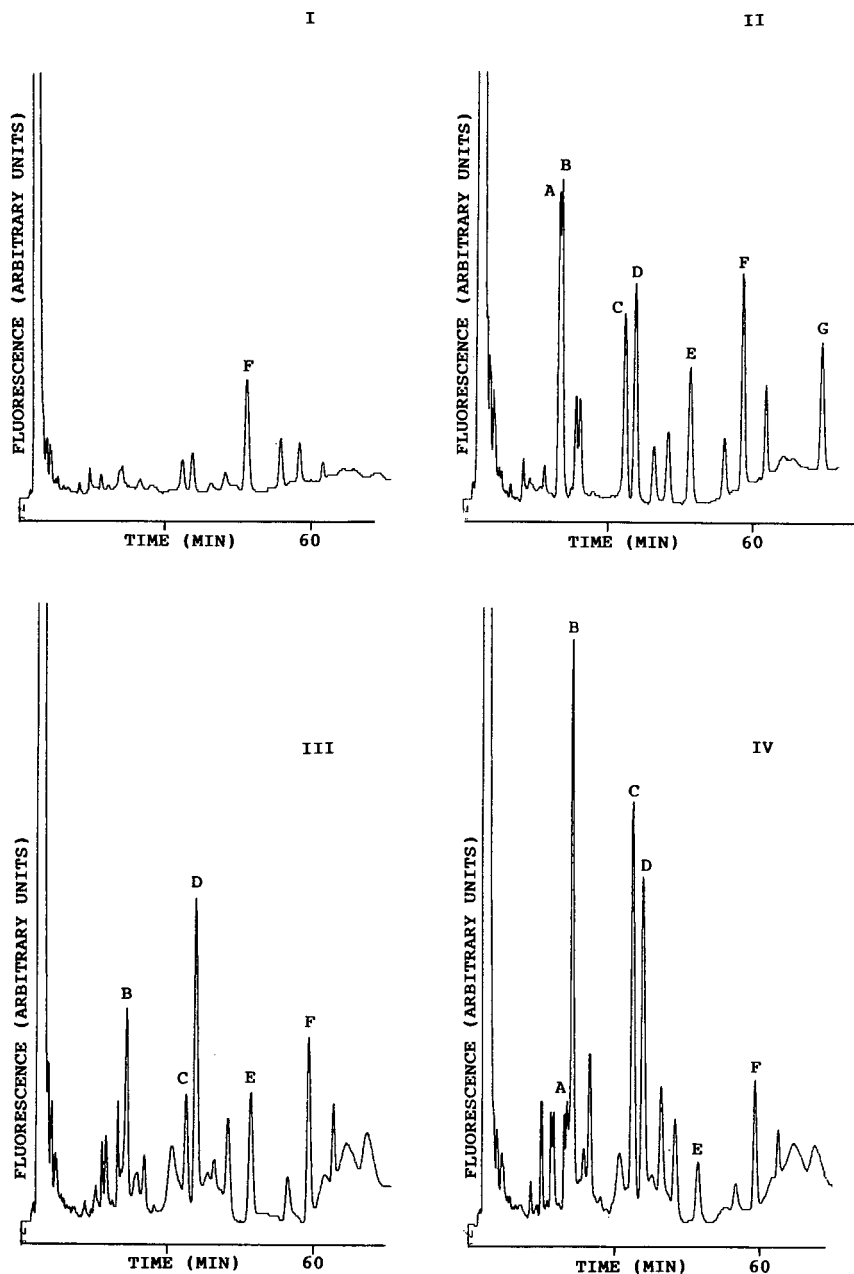 I
FLUORESCENCE (ARBITRARY UNITS)
F
TIME (MIN)
60
II
FLUORESCENCE (ARBITRARY UNITS)
A
B
C
D
E
F
G
TIME (MIN)
60
III
FLUORESCENCE (ARBITRARY UNITS)
B
C
D
E
F
TIME (MIN)
60
IV
FLUORESCENCE (ARBITRARY UNITS)
A
B
C
D
E
F
TIME (MIN)
60